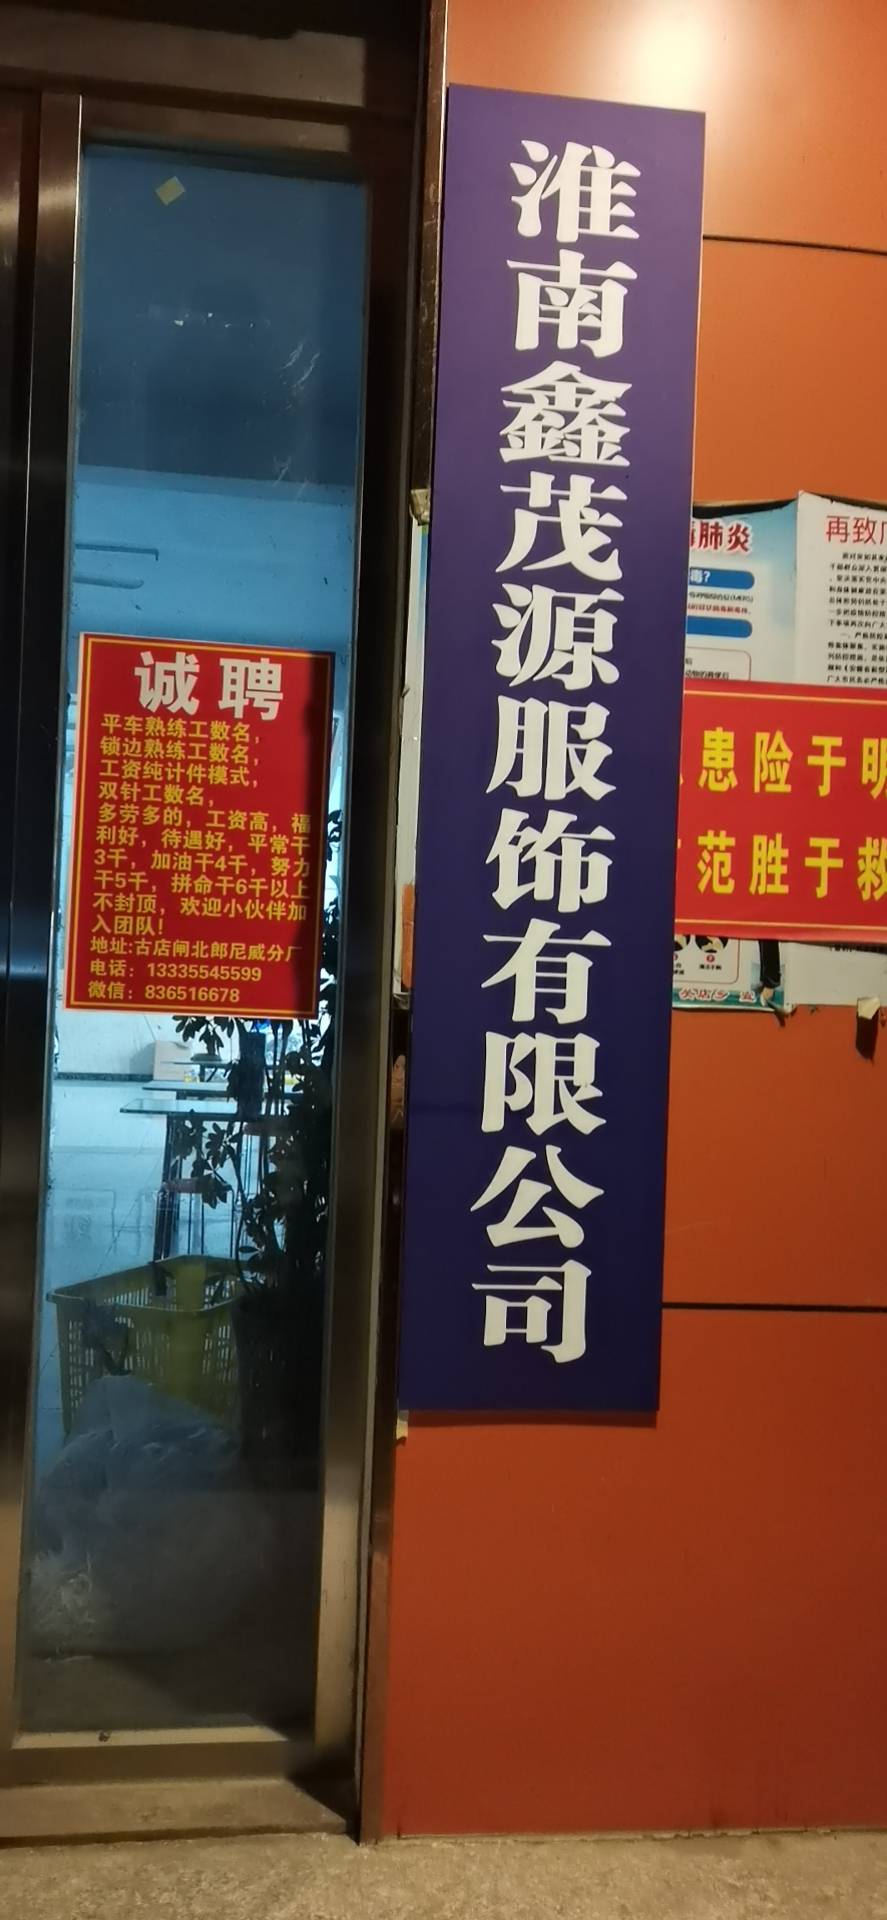 淮南鑫茂源服饰有限公司
诚聘
平车熟练工数名，
锁边熟练工数名，
工资纯计件模式，
双针工数名，
多劳多的，工资高，福
利好，待遇好，平常干
3千，加油干4千，努力
干5千，拼命干6千以上
不封顶，欢迎小伙伴加
入团队！
地址:古店闸北郎尼威分厂
电话：13335545599
微信：836516678
肺炎
毒？
再致
患险于明
范胜于救